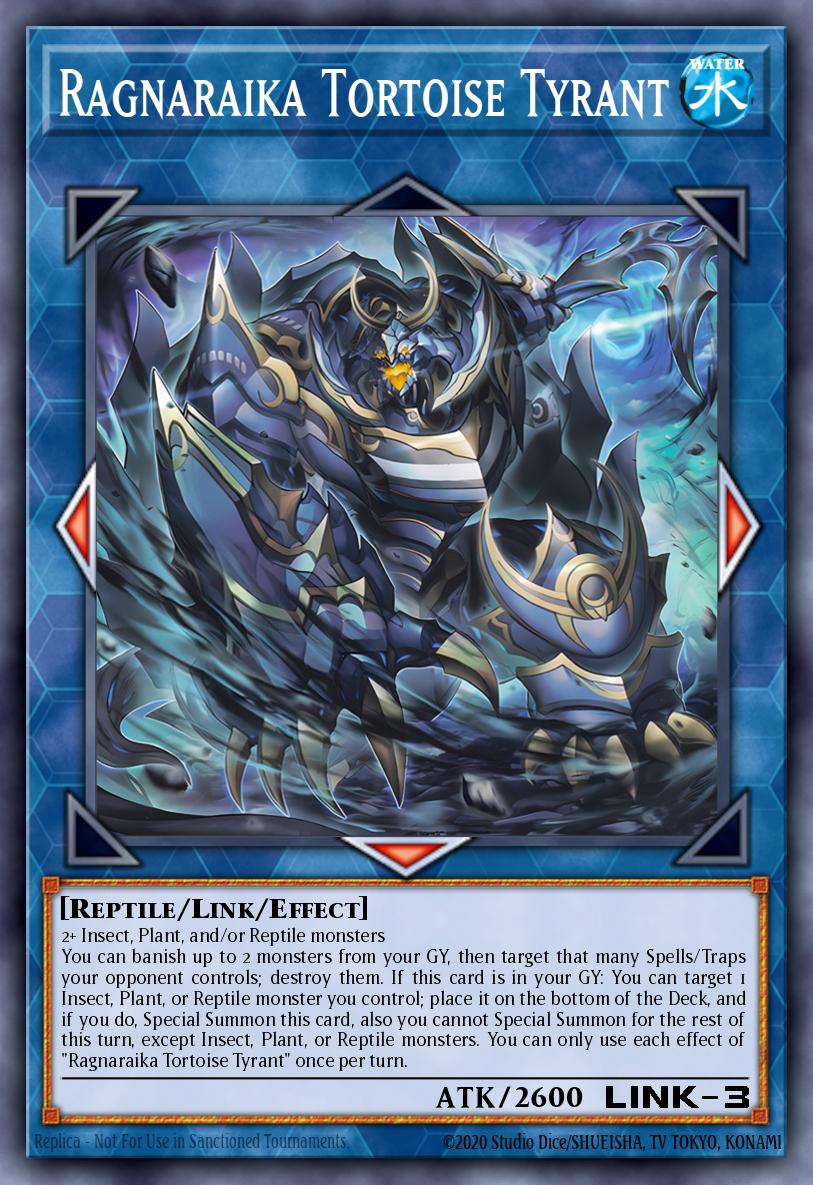 Ragnaraika Tortoise Tyrant
WATER
水
[Reptile/Link/Effect]
2+ Insect, Plant, and/or Reptile monsters
You can banish up to 2 monsters from your GY, then target that many Spells/Traps
your opponent controls; destroy them. If this card is in your GY: You can target 1
Insect, Plant, or Reptile monster you control; place it on the bottom of the Deck, and
if you do, Special Summon this card, also you cannot Special Summon for the rest of
this turn, except Insect, Plant, or Reptile monsters. You can only use each effect of
"Ragnaraika Tortoise Tyrant" once per turn.
ATK/2600 LINK-3
Replica - Not For Use in Sanctioned Tournaments.
©2020 Studio Dice/SHUEISHA, TV TOKYO, KONAMI